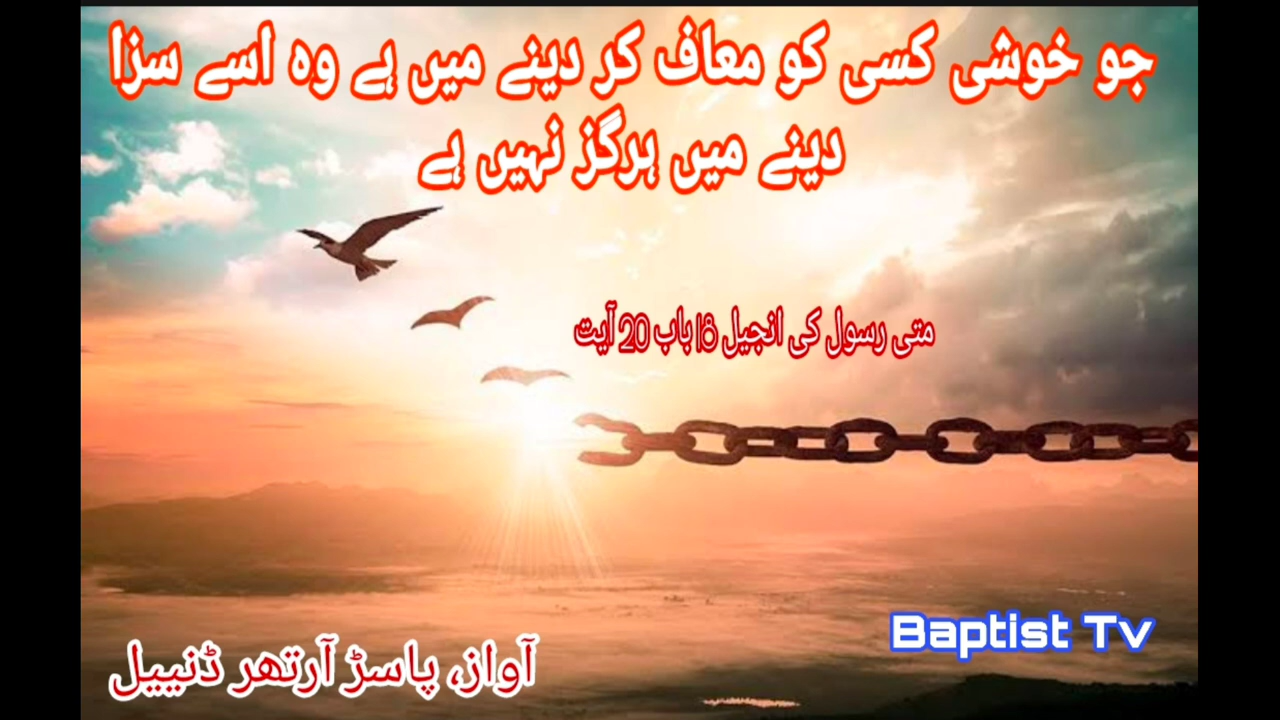 جو خوشی کسی کو معاف کر دینے میں ہے وہ اسے سزا
دینے میں ہرگز نہیں ہے
متی رسول کی انجیل 18 باب 20 آیت
Baptist Tv
آواز، پاسڑ آرتھر ڈنییل